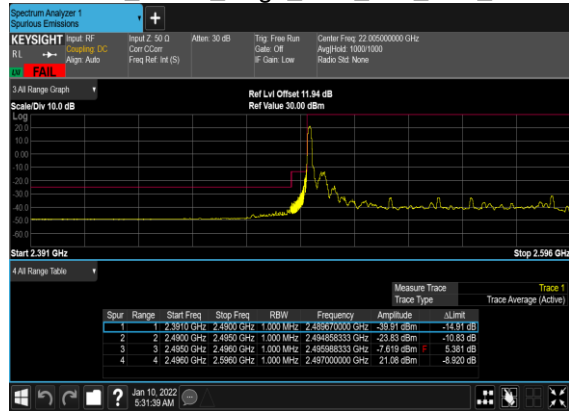 Spectrum Analyzer 1
Spurious Emissions
+
KEYSIGHT Input: RF Input Z: 50 Ω Atten: 30 dB Trig: Free Run Center Freq: 22.005000000 GHz
RL Coupling: DC Corr CCorr Gate: Off Avg|Hold: 1000/1000
Align: Auto Freq Ref: Int (S) IF Gain: Low Radio Std: None
FAIL
3 All Range Graph
Ref Lvl Offset 11.94 dB
Scale/Div 10.0 dB Ref Value 30.00 dBm
Log
20.0
10.0
0.00
-10.0
-20.0
-30.0
-40.0
-50.0
-60.0
Start 2.391 GHz Stop 2.596 GHz
4 All Range Table
Measure Trace Trace 1
Trace Type Trace Average (Active)
Spur Range Start Freq Stop Freq RBW Frequency Amplitude ΔLimit
1 1 2.3910 GHz 2.4900 GHz 1.000 MHz 2.489670000 GHz -39.91 dBm -14.91 dB
2 2 2.4900 GHz 2.4950 GHz 1.000 MHz 2.494858333 GHz -23.83 dBm -10.83 dB
3 3 2.4950 GHz 2.4960 GHz 1.000 MHz 2.495988333 GHz -7.619 dBm F 5.381 dB
4 4 2.4960 GHz 2.5960 GHz 1.000 MHz 2.497000000 GHz 21.08 dBm -8.920 dB
? Jan 10, 2022
5:31:39 AM